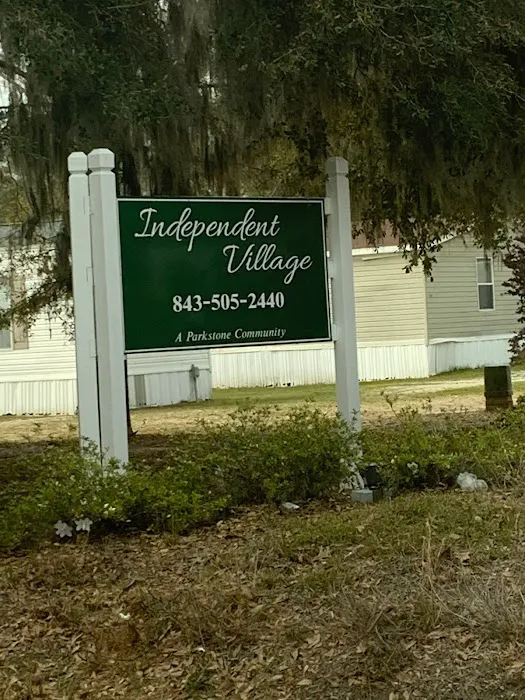 Independent
Village
843-505-2440
A Parkstone Community